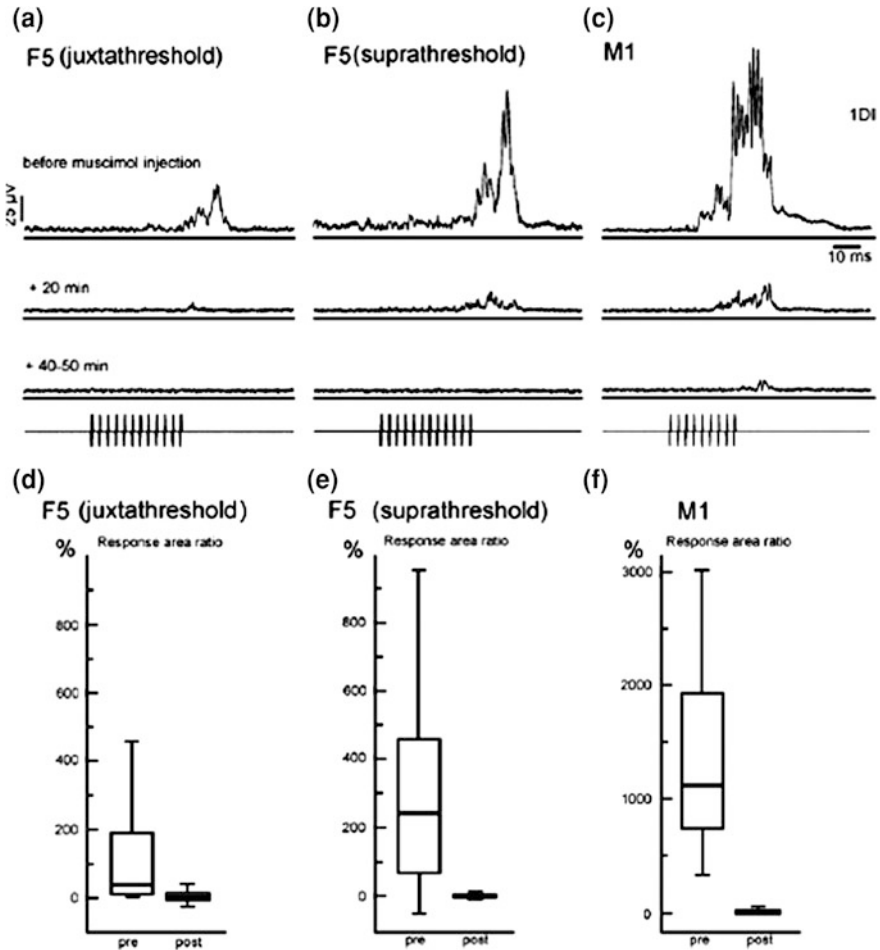 (a) (b) (c)
F5 (juxtathreshold) F5(suprathreshold) M1
1DI
before muscimol injection
25 µv
10 ms
+ 20 min
+ 40-50 min
(d) (e) (f)
F5 (juxtathreshold) F5 (suprathreshold) M1
% Response area ratio % Response area ratio % Response area ratio
800 800 3000
600 600 2000
400 400 1000
200 200 0
0 0
pre post pre post pre post